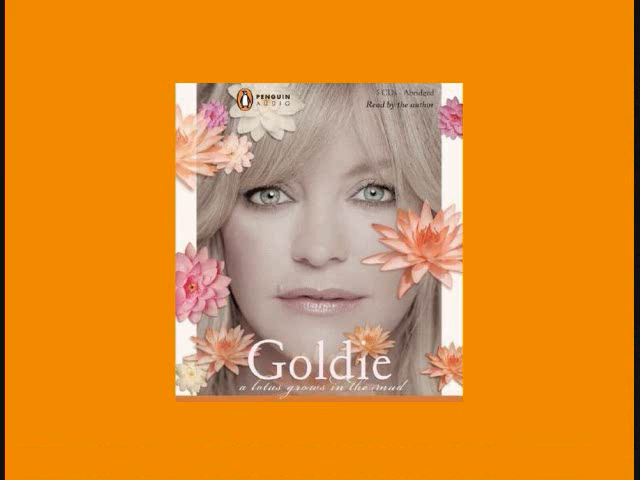 PENGUIN
AUDIO
5 CDs - Abridged
Read by the author
Goldie
a lotus grows in the mud